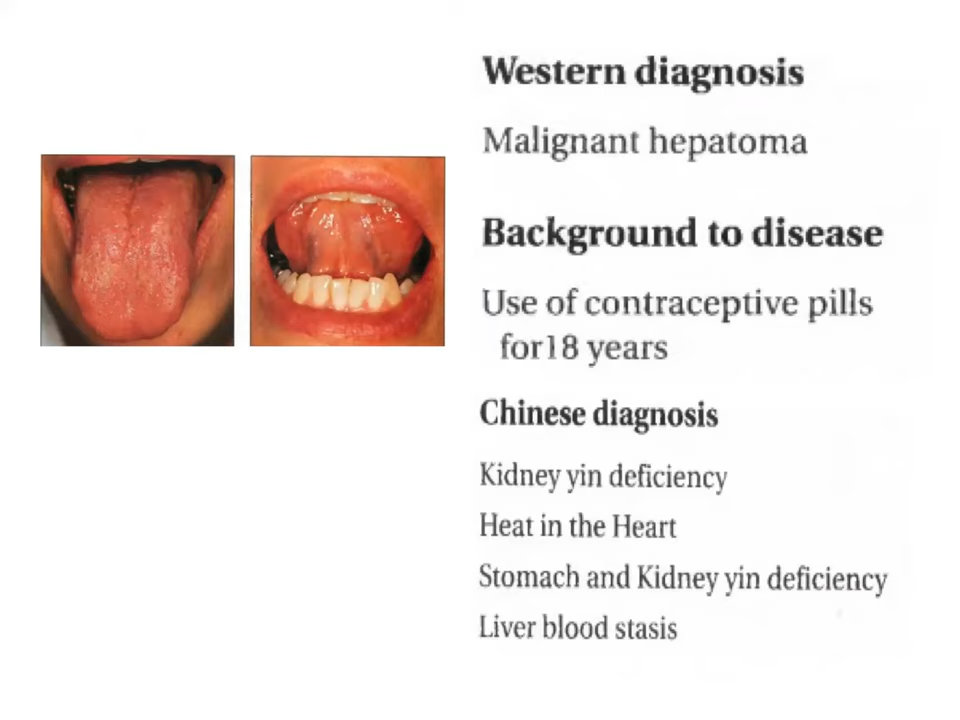 Western diagnosis
Malignant hepatoma
Background to disease
Use of contraceptive pills
for18 years
Chinese diagnosis
Kidney yin deficiency
Heat in the Heart
Stomach and Kidney yin deficiency
Liver blood stasis